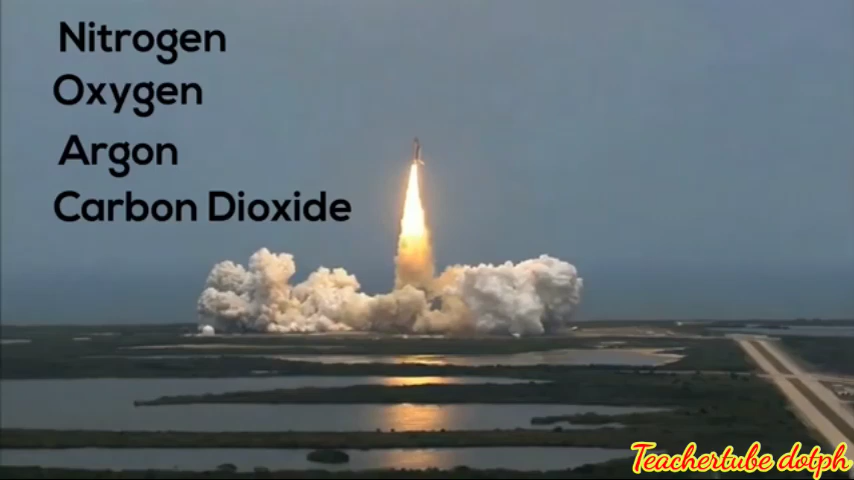 Nitrogen
Oxygen
Argon
Carbon Dioxide
Teachertube dotph